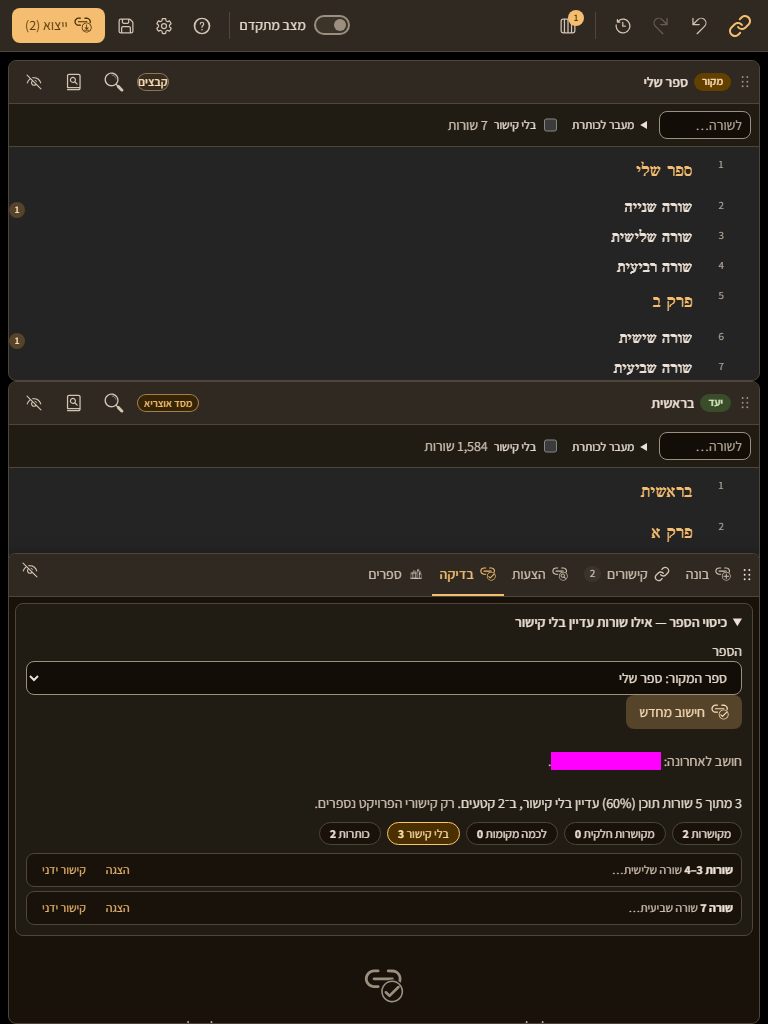 1
מצב מתקדם
ייצוא (2)
מקור ספר שלי
קבצים
לשורה...
מעבר לכותרת
בלי קישור
7 שורות
1 ספר שלי
2 שורה שנייה 1
3 שורה שלישית
4 שורה רביעית
5 פרק ב
6 שורה שישית 1
7 שורה שביעית
יעד בראשית
מסד אוצריא
לשורה...
מעבר לכותרת
בלי קישור
1,584 שורות
1 בראשית
2 פרק א
בונה
קישורים 2
הצעות
בדיקה
ספרים
▼ כיסוי הספר — אילו שורות עדיין בלי קישור
הספר
ספר המקור: ספר שלי
חישוב מחדש
חושב לאחרונה: .
3 מתוך 5 שורות תוכן (60%) עדיין בלי קישור, ב־2 קטעים. רק קישורי הפרויקט נספרים.
מקושרות 2
מקושרות חלקית 0
לכמה מקומות 0
בלי קישור 3
כותרות 2
שורות 3–4 שורה שלישית... הצגה קישור ידני
שורה 7 שורה שביעית... הצגה קישור ידני